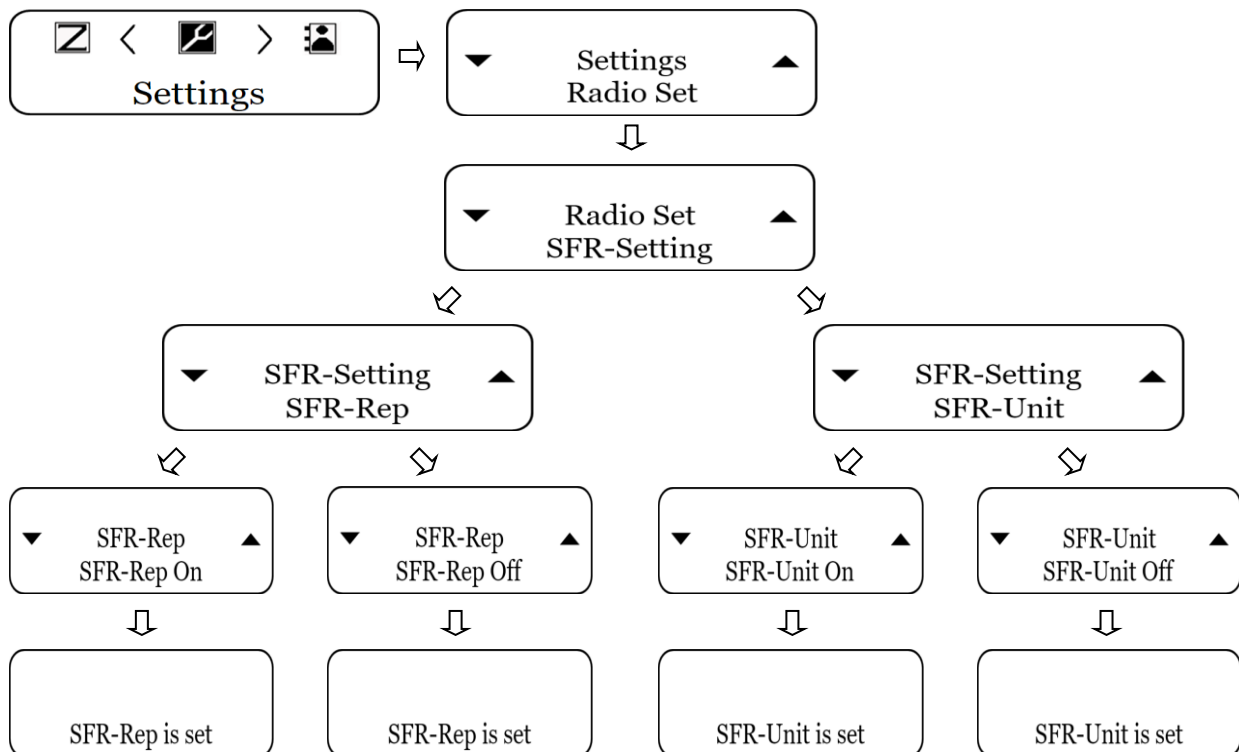 Settings
Settings
Radio Set
Radio Set
SFR-Setting
SFR-Setting
SFR-Rep
SFR-Setting
SFR-Unit
SFR-Rep
SFR-Rep On
SFR-Rep
SFR-Rep Off
SFR-Unit
SFR-Unit On
SFR-Unit
SFR-Unit Off
SFR-Rep is set
SFR-Rep is set
SFR-Unit is set
SFR-Unit is set